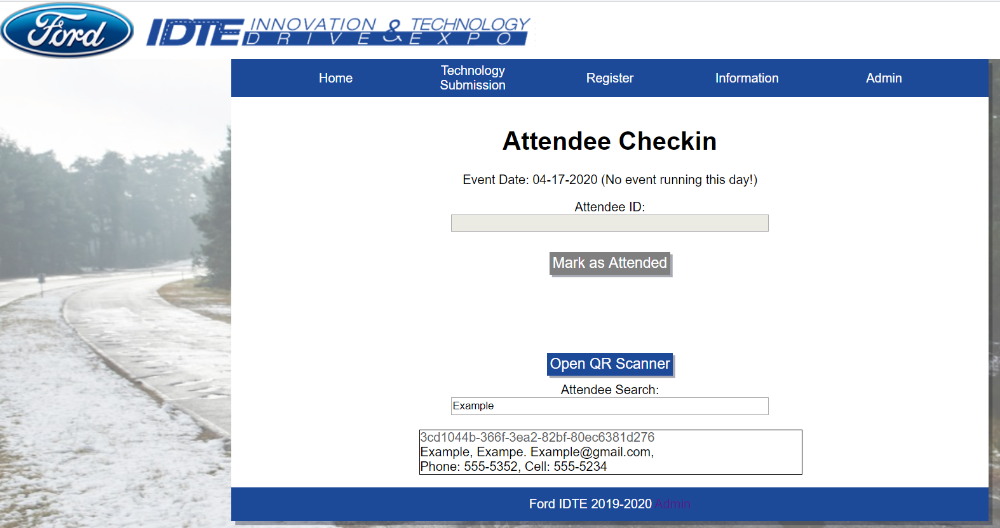 Ford
IDTE INNOVATION & TECHNOLOGY
DRIVE & EXPO
Home
Technology
Submission
Register
Information
Admin
Attendee Checkin
Event Date: 04-17-2020 (No event running this day!)
Attendee ID:
Mark as Attended
Open QR Scanner
Attendee Search:
Example
3cd1044b-366f-3ea2-82bf-80ec6381d276
Example, Exampe. Example@gmail.com,
Phone: 555-5352, Cell: 555-5234
Ford IDTE 2019-2020 Admin